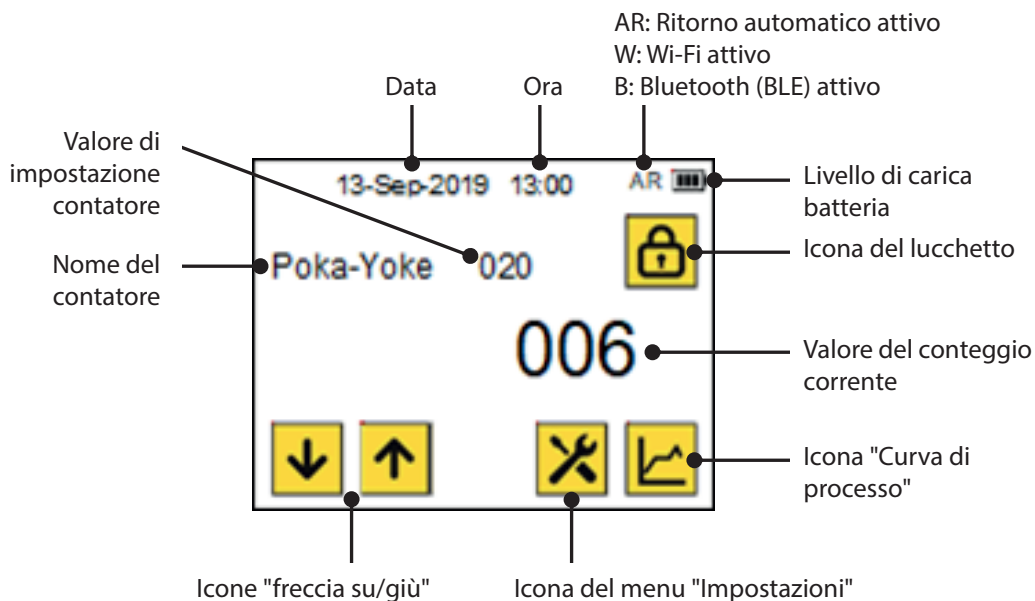 AR: Ritorno automatico attivo
W: Wi-Fi attivo
B: Bluetooth (BLE) attivo
Data
Ora
Valore di
impostazione
contatore
13-Sep-2019 13:00 AR
Livello di carica
batteria
Icona del lucchetto
Nome del
contatore
Poka-Yoke 020
006
Valore del conteggio
corrente
Icona "Curva di
processo"
Icone "freccia su/giù"
Icona del menu "Impostazioni"